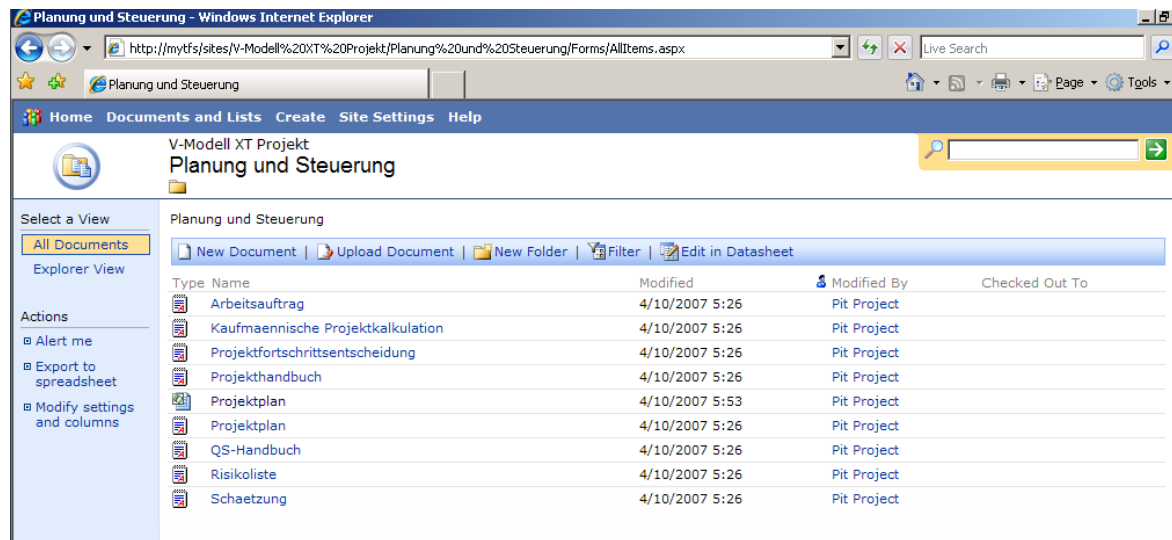 Planung und Steuerung - Windows Internet Explorer
http://mytfs/sites/V-Modell%20XT%20Projekt/Planung%20und%20Steuerung/Forms/AllItems.aspx
Live Search
Planung und Steuerung
Page
Tools
Home Documents and Lists Create Site Settings Help
V-Modell XT Projekt
Planung und Steuerung
Select a View
All Documents
Explorer View
Actions
Alert me
Export to
spreadsheet
Modify settings
and columns
Planung und Steuerung
New Document | Upload Document | New Folder | Filter | Edit in Datasheet
Type Name Modified Modified By Checked Out To
Arbeitsauftrag 4/10/2007 5:26 Pit Project
Kaufmaennische Projektkalkulation 4/10/2007 5:26 Pit Project
Projektfortschrittsentscheidung 4/10/2007 5:26 Pit Project
Projekthandbuch 4/10/2007 5:26 Pit Project
Projektplan 4/10/2007 5:53 Pit Project
Projektplan 4/10/2007 5:26 Pit Project
QS-Handbuch 4/10/2007 5:26 Pit Project
Risikoliste 4/10/2007 5:26 Pit Project
Schaetzung 4/10/2007 5:26 Pit Project